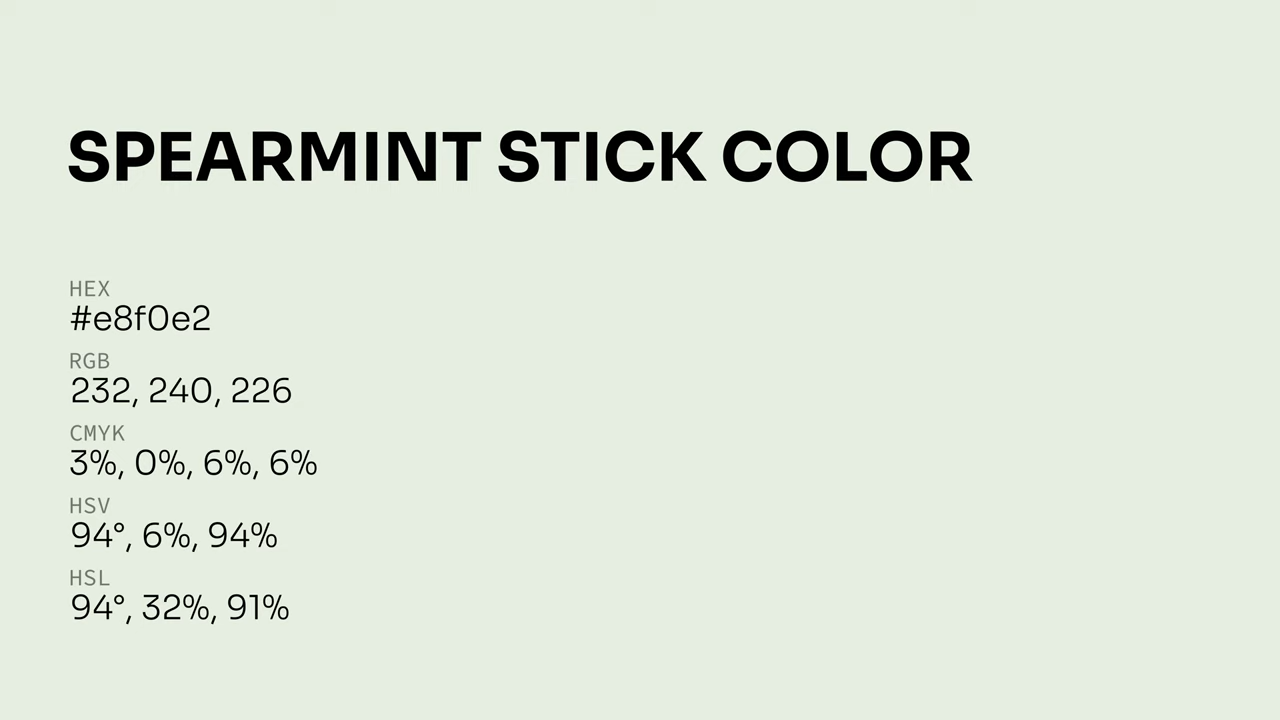 SPEARMINT STICK COLOR
HEX
#e8f0e2
RGB
232, 240, 226
CMYK
3%, 0%, 6%, 6%
HSV
94°, 6%, 94%
HSL
94°, 32%, 91%